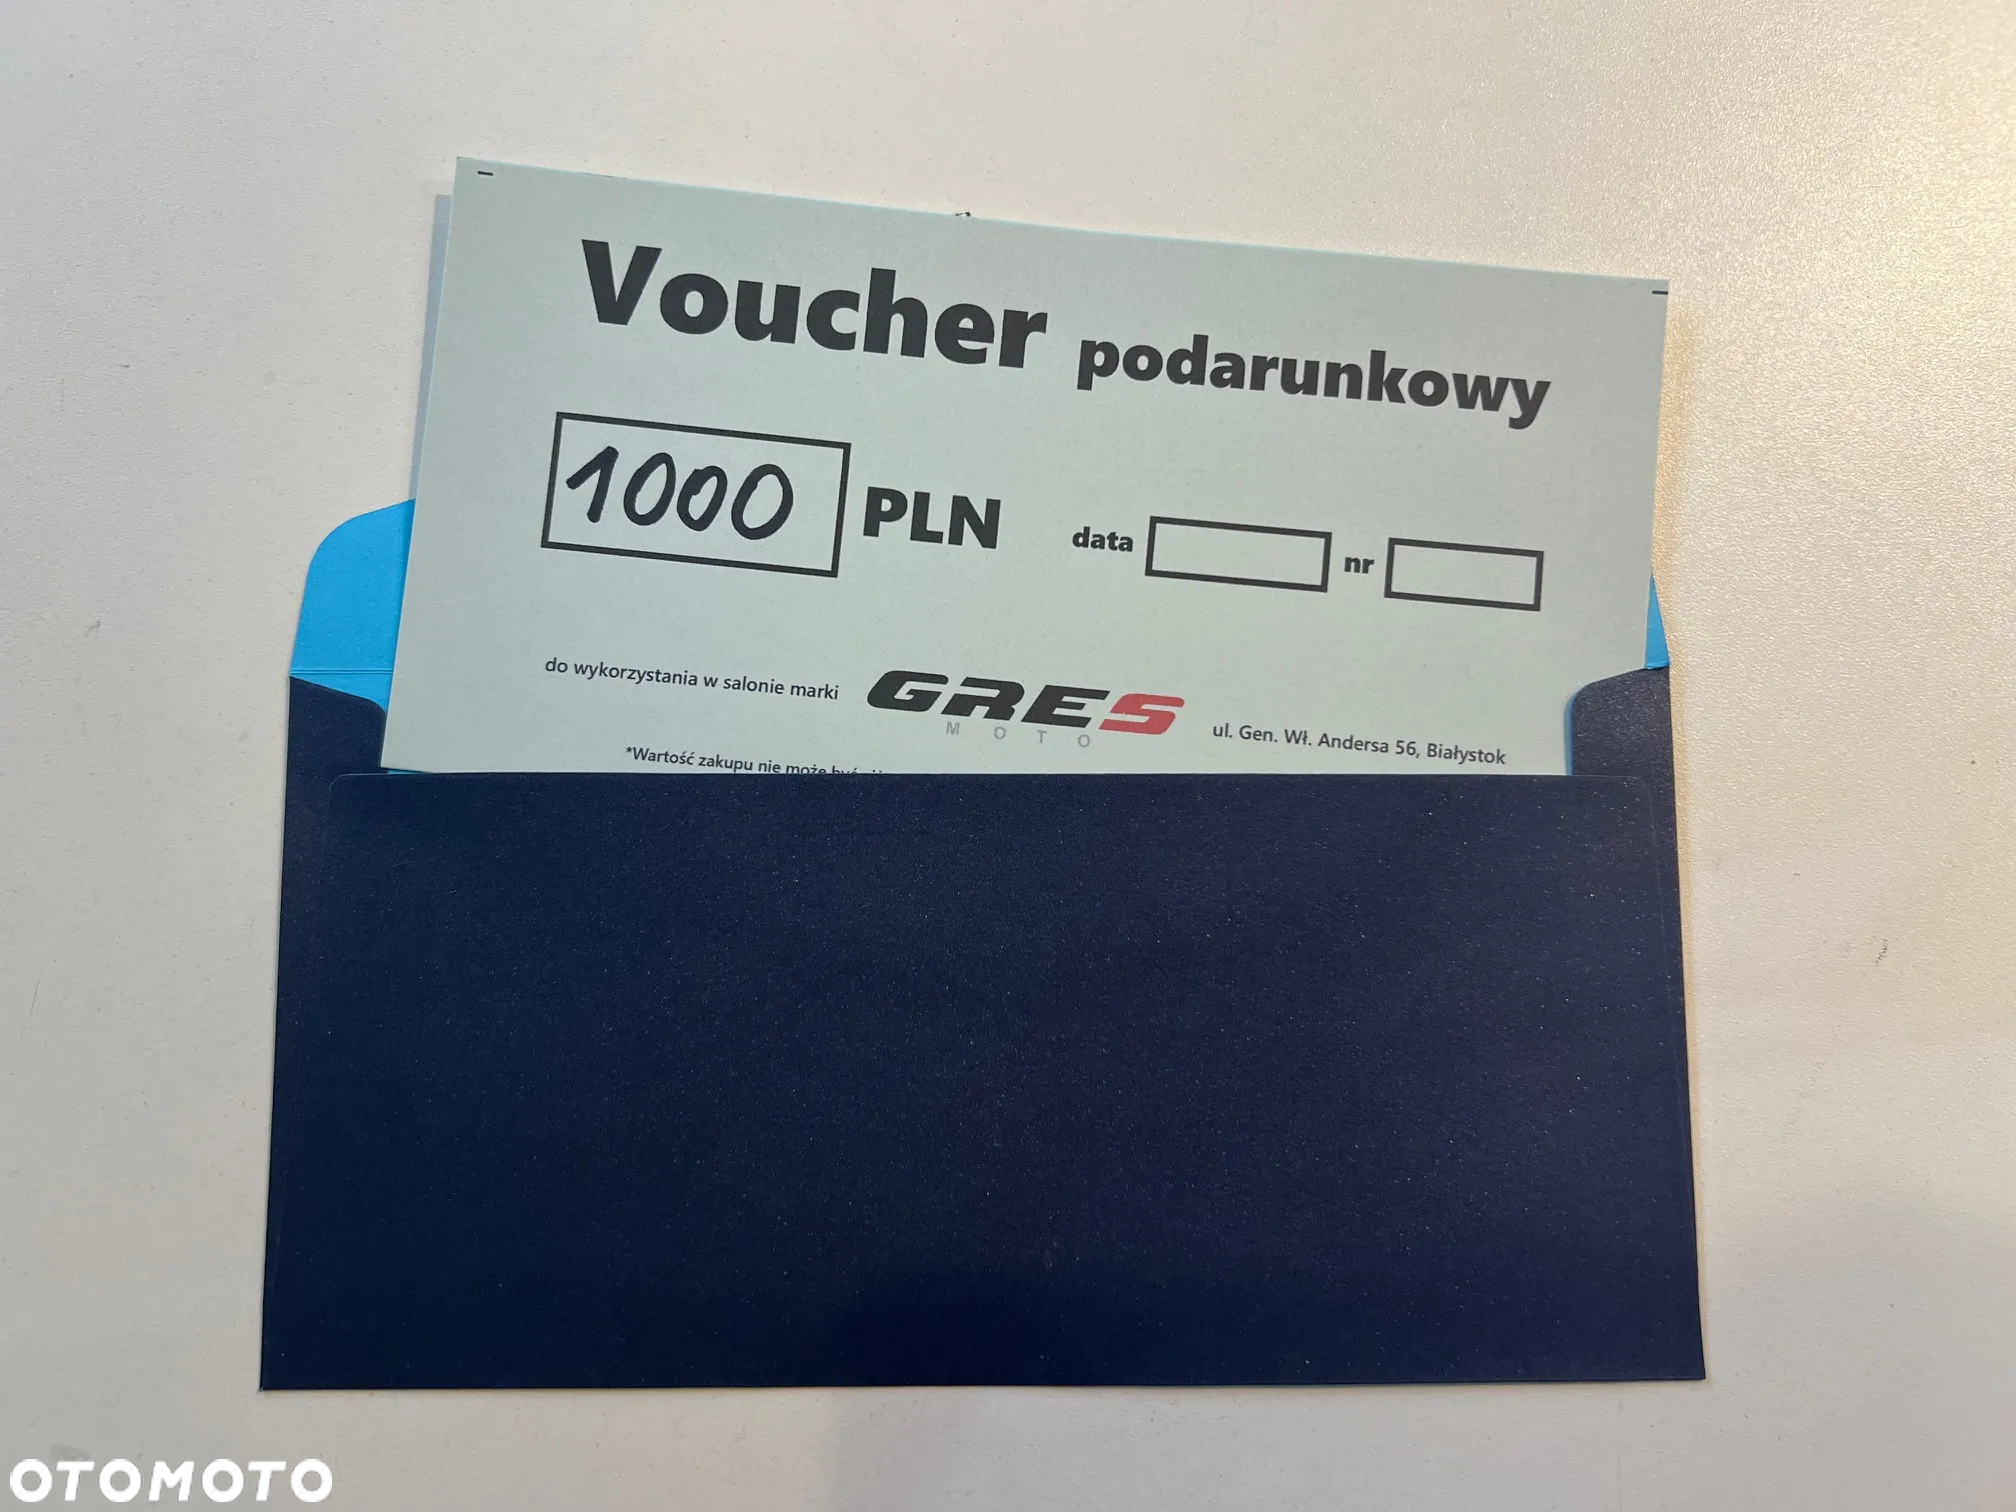 Voucher podarunkowy
1000 PLN data nr
do wykorzystania w salonie marki GRES MOTO ul. Gen. Wł. Andersa 56, Białystok
*Wartość zakupu nie może być
OTOMOTO